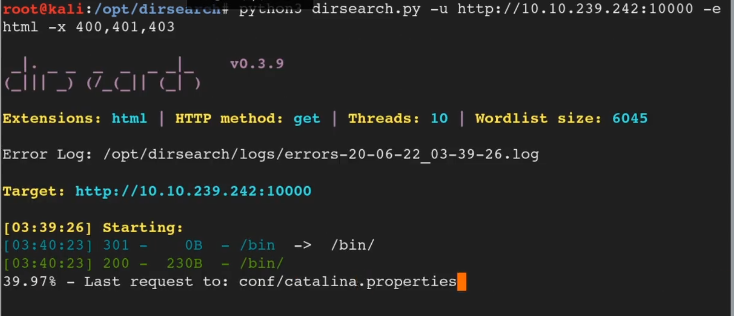 root@kali:/opt/dirsearch# python3 dirsearch.py -u http://10.10.239.242:10000 -e
html -x 400,401,403
_|. _ _  _  _  _ _|_    v0.3.9
(_||| _) (/_(_|| (_| )
Extensions: html | HTTP method: get | Threads: 10 | Wordlist size: 6045
Error Log: /opt/dirsearch/logs/errors-20-06-22_03-39-26.log
Target: http://10.10.239.242:10000
[03:39:26] Starting:
[03:40:23] 301 -    0B  - /bin  ->  /bin/
[03:40:23] 200 -  230B  - /bin/
39.97% - Last request to: conf/catalina.properties